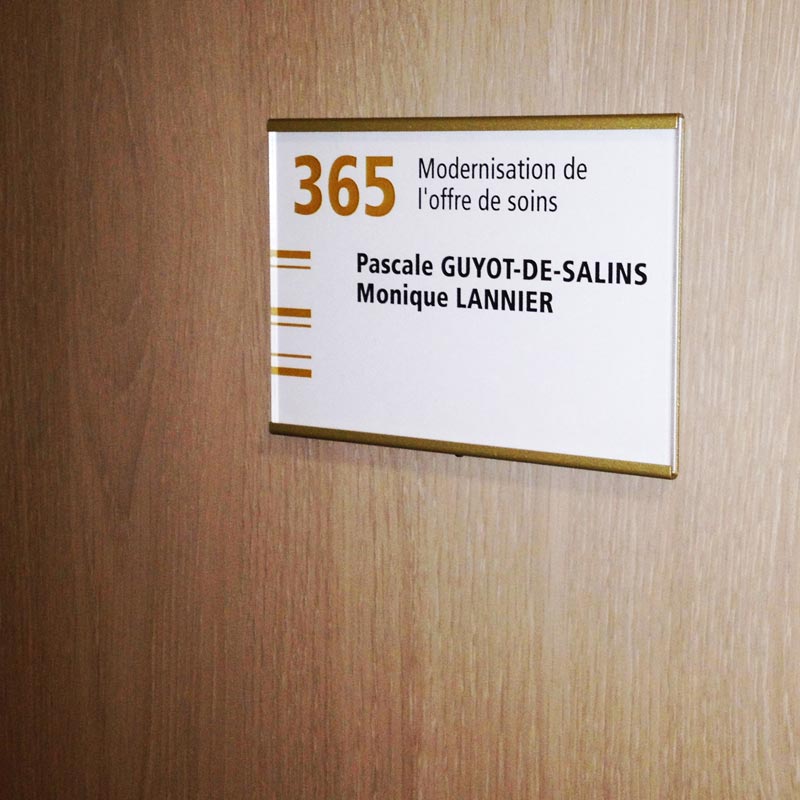 365
Modernisation de
l'offre de soins
Pascale GUYOT-DE-SALINS
Monique LANNIER